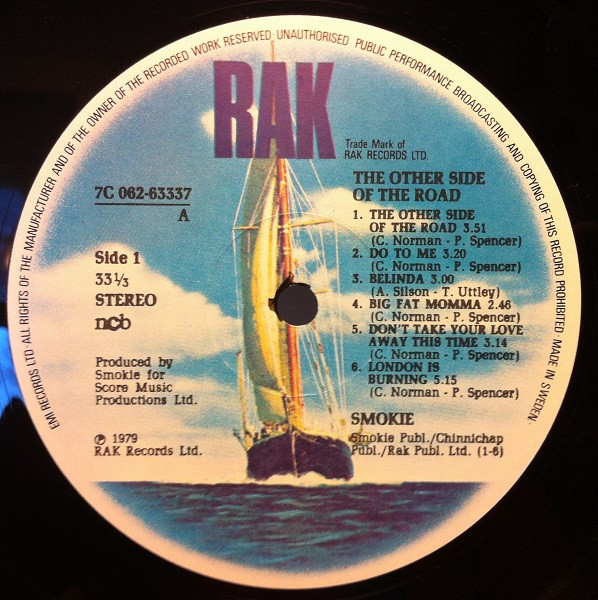 EMI RECORDS LTD·ALL RIGHTS OF THE MANUFACTURER AND OF THE OWNER OF THE RECORDED WORK RESERVED·UNAUTHORISED PUBLIC PERFORMANCE BROADCASTING AND COPYING OF THIS RECORD PROHIBITED MADE IN SWEDEN·
RAK
Trade Mark of
RAK RECORDS LTD.
7C 062-63337
A
Side 1
33 1/3
STEREO
ncb
Produced by
Smokie for
Score Music
Productions Ltd.
℗ 1979
RAK Records Ltd.
THE OTHER SIDE
OF THE ROAD
1. THE OTHER SIDE
OF THE ROAD 3.51
(C. Norman - P. Spencer)
2. DO TO ME 3.20
(C. Norman - P. Spencer)
3. BELINDA 3.00
(A. Silson - T. Uttley)
4. BIG FAT MOMMA 2.46
(C. Norman - P. Spencer)
5. DON'T TAKE YOUR LOVE
AWAY THIS TIME 3.14
(C. Norman - P. Spencer)
6. LONDON IS
BURNING 5.15
(C. Norman - P. Spencer)
SMOKIE
Smokie Publ./Chinnichap
Publ./Rak Publ. Ltd. (1-6)